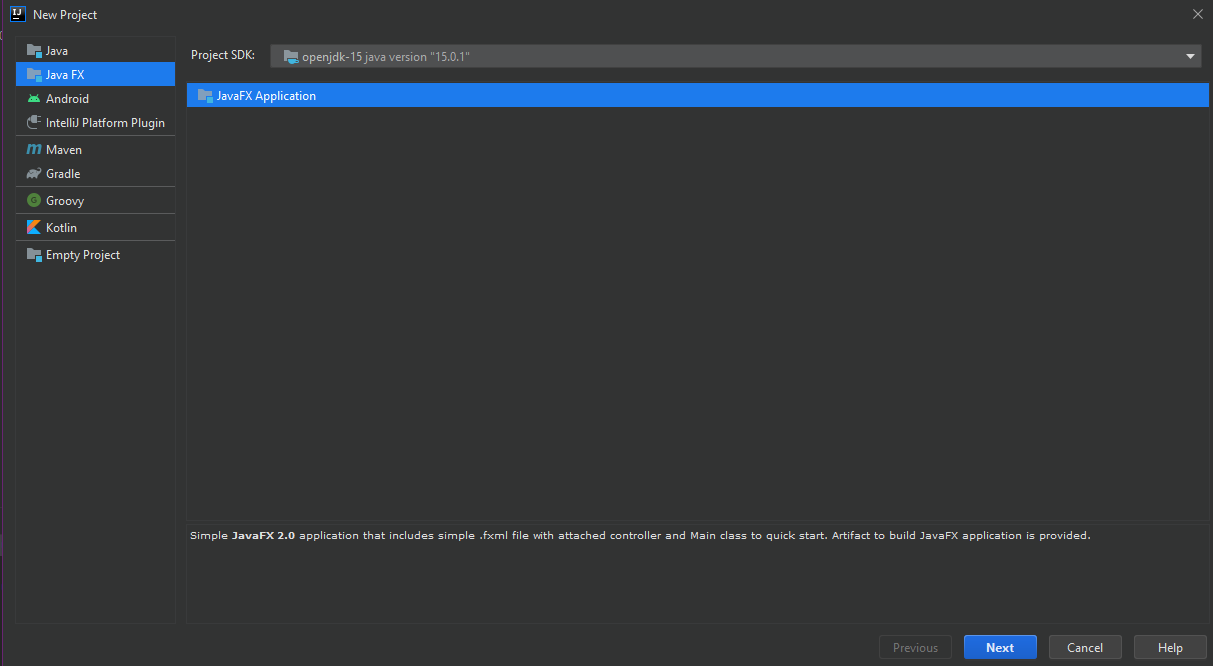 New Project
Java
Java FX
Android
IntelliJ Platform Plugin
Maven
Gradle
Groovy
Kotlin
Empty Project
Project SDK:
openjdk-15 java version "15.0.1"
JavaFX Application
Simple JavaFX 2.0 application that includes simple .fxml file with attached controller and Main class to quick start. Artifact to build JavaFX application is provided.
Previous
Next
Cancel
Help